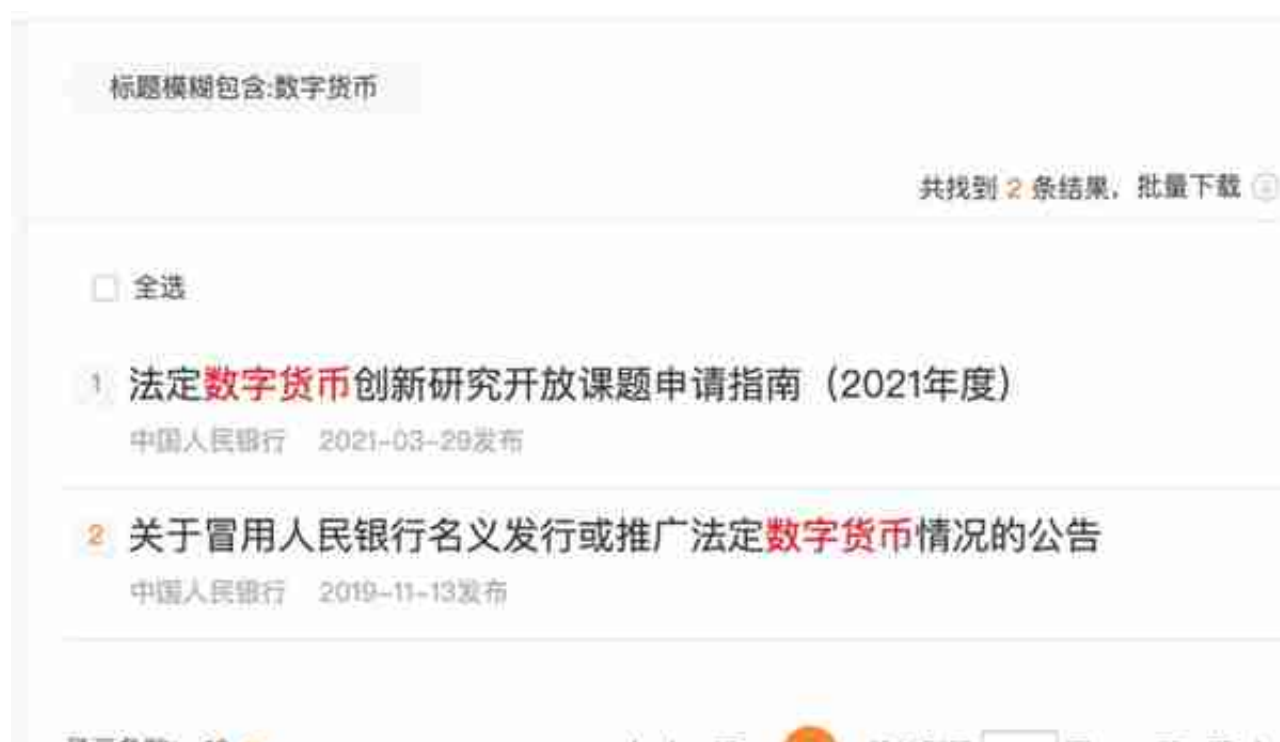 标题模糊包含:数字货币
共找到 2 条结果，批量下载
全选
1 法定数字货币创新研究开放课题申请指南（2021年度）
中国人民银行 2021-03-29发布
2 关于冒用人民银行名义发行或推广法定数字货币情况的公告
中国人民银行 2019-11-13发布